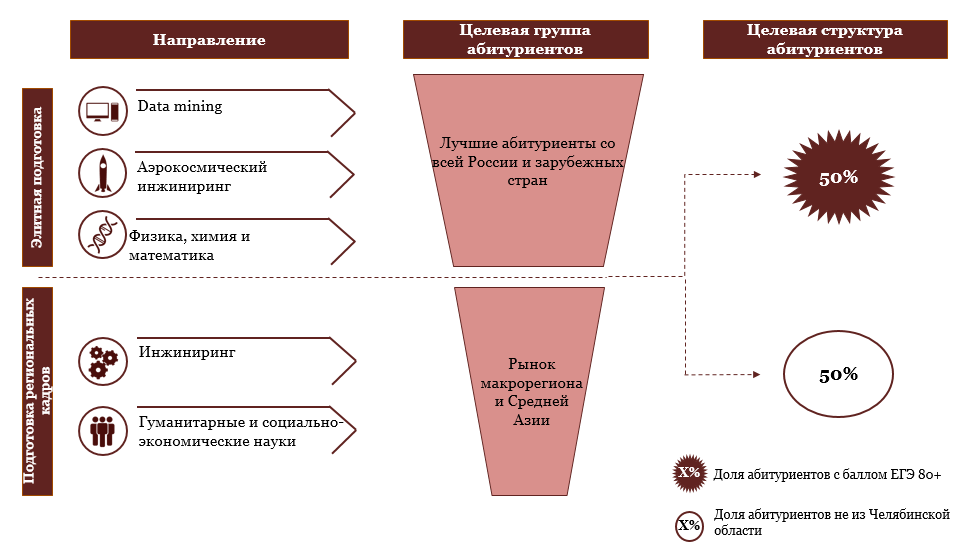 Направление
Целевая группа
абитуриентов
Целевая структура
абитуриентов
Элитная подготовка
Data mining
Аэрокосмический
инжиниринг
Физика, химия и
математика
Лучшие абитуриенты со
всей России и зарубежных
стран
50%
Подготовка региональных
кадров
Инжиниринг
Гуманитарные и социально-
экономические науки
Рынок
макрорегиона
и Средней
Азии
50%
X%
Доля абитуриентов с баллом ЕГЭ 80+
X%
Доля абитуриентов не из Челябинской
области